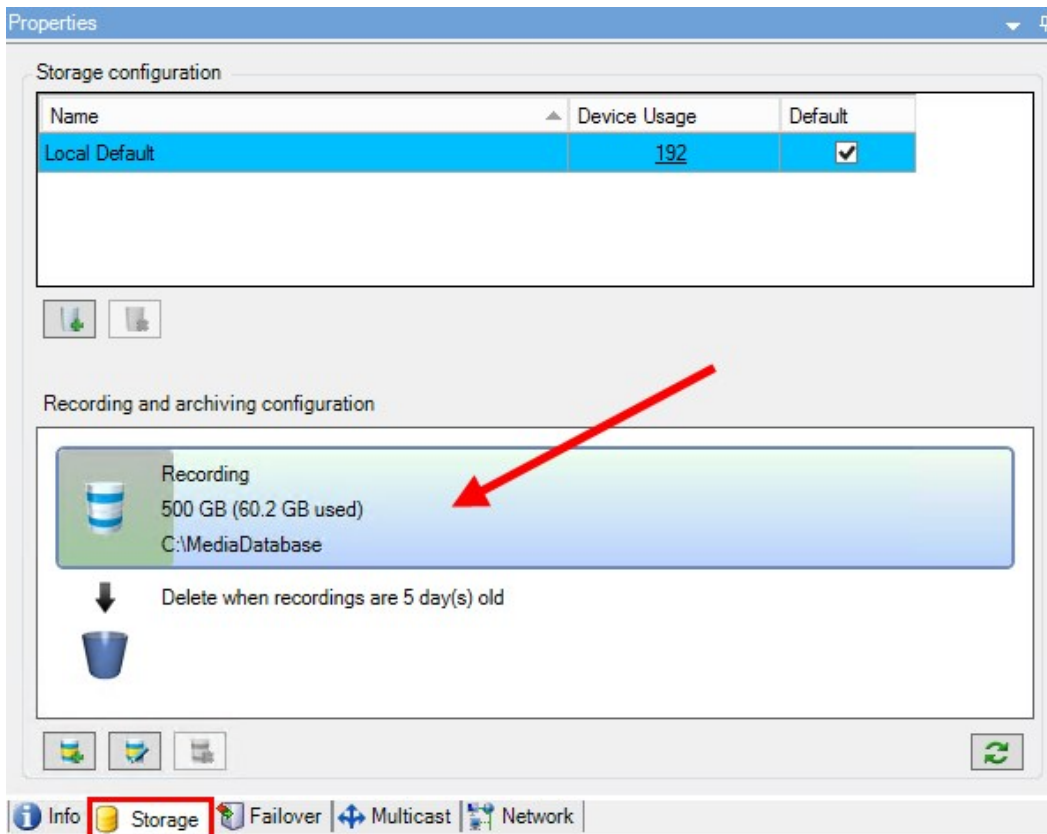 Properties
Storage configuration
Name Device Usage Default
Local Default 192
Recording and archiving configuration
Recording
500 GB (60.2 GB used)
C:\MediaDatabase
Delete when recordings are 5 day(s) old
Info Storage Failover Multicast Network